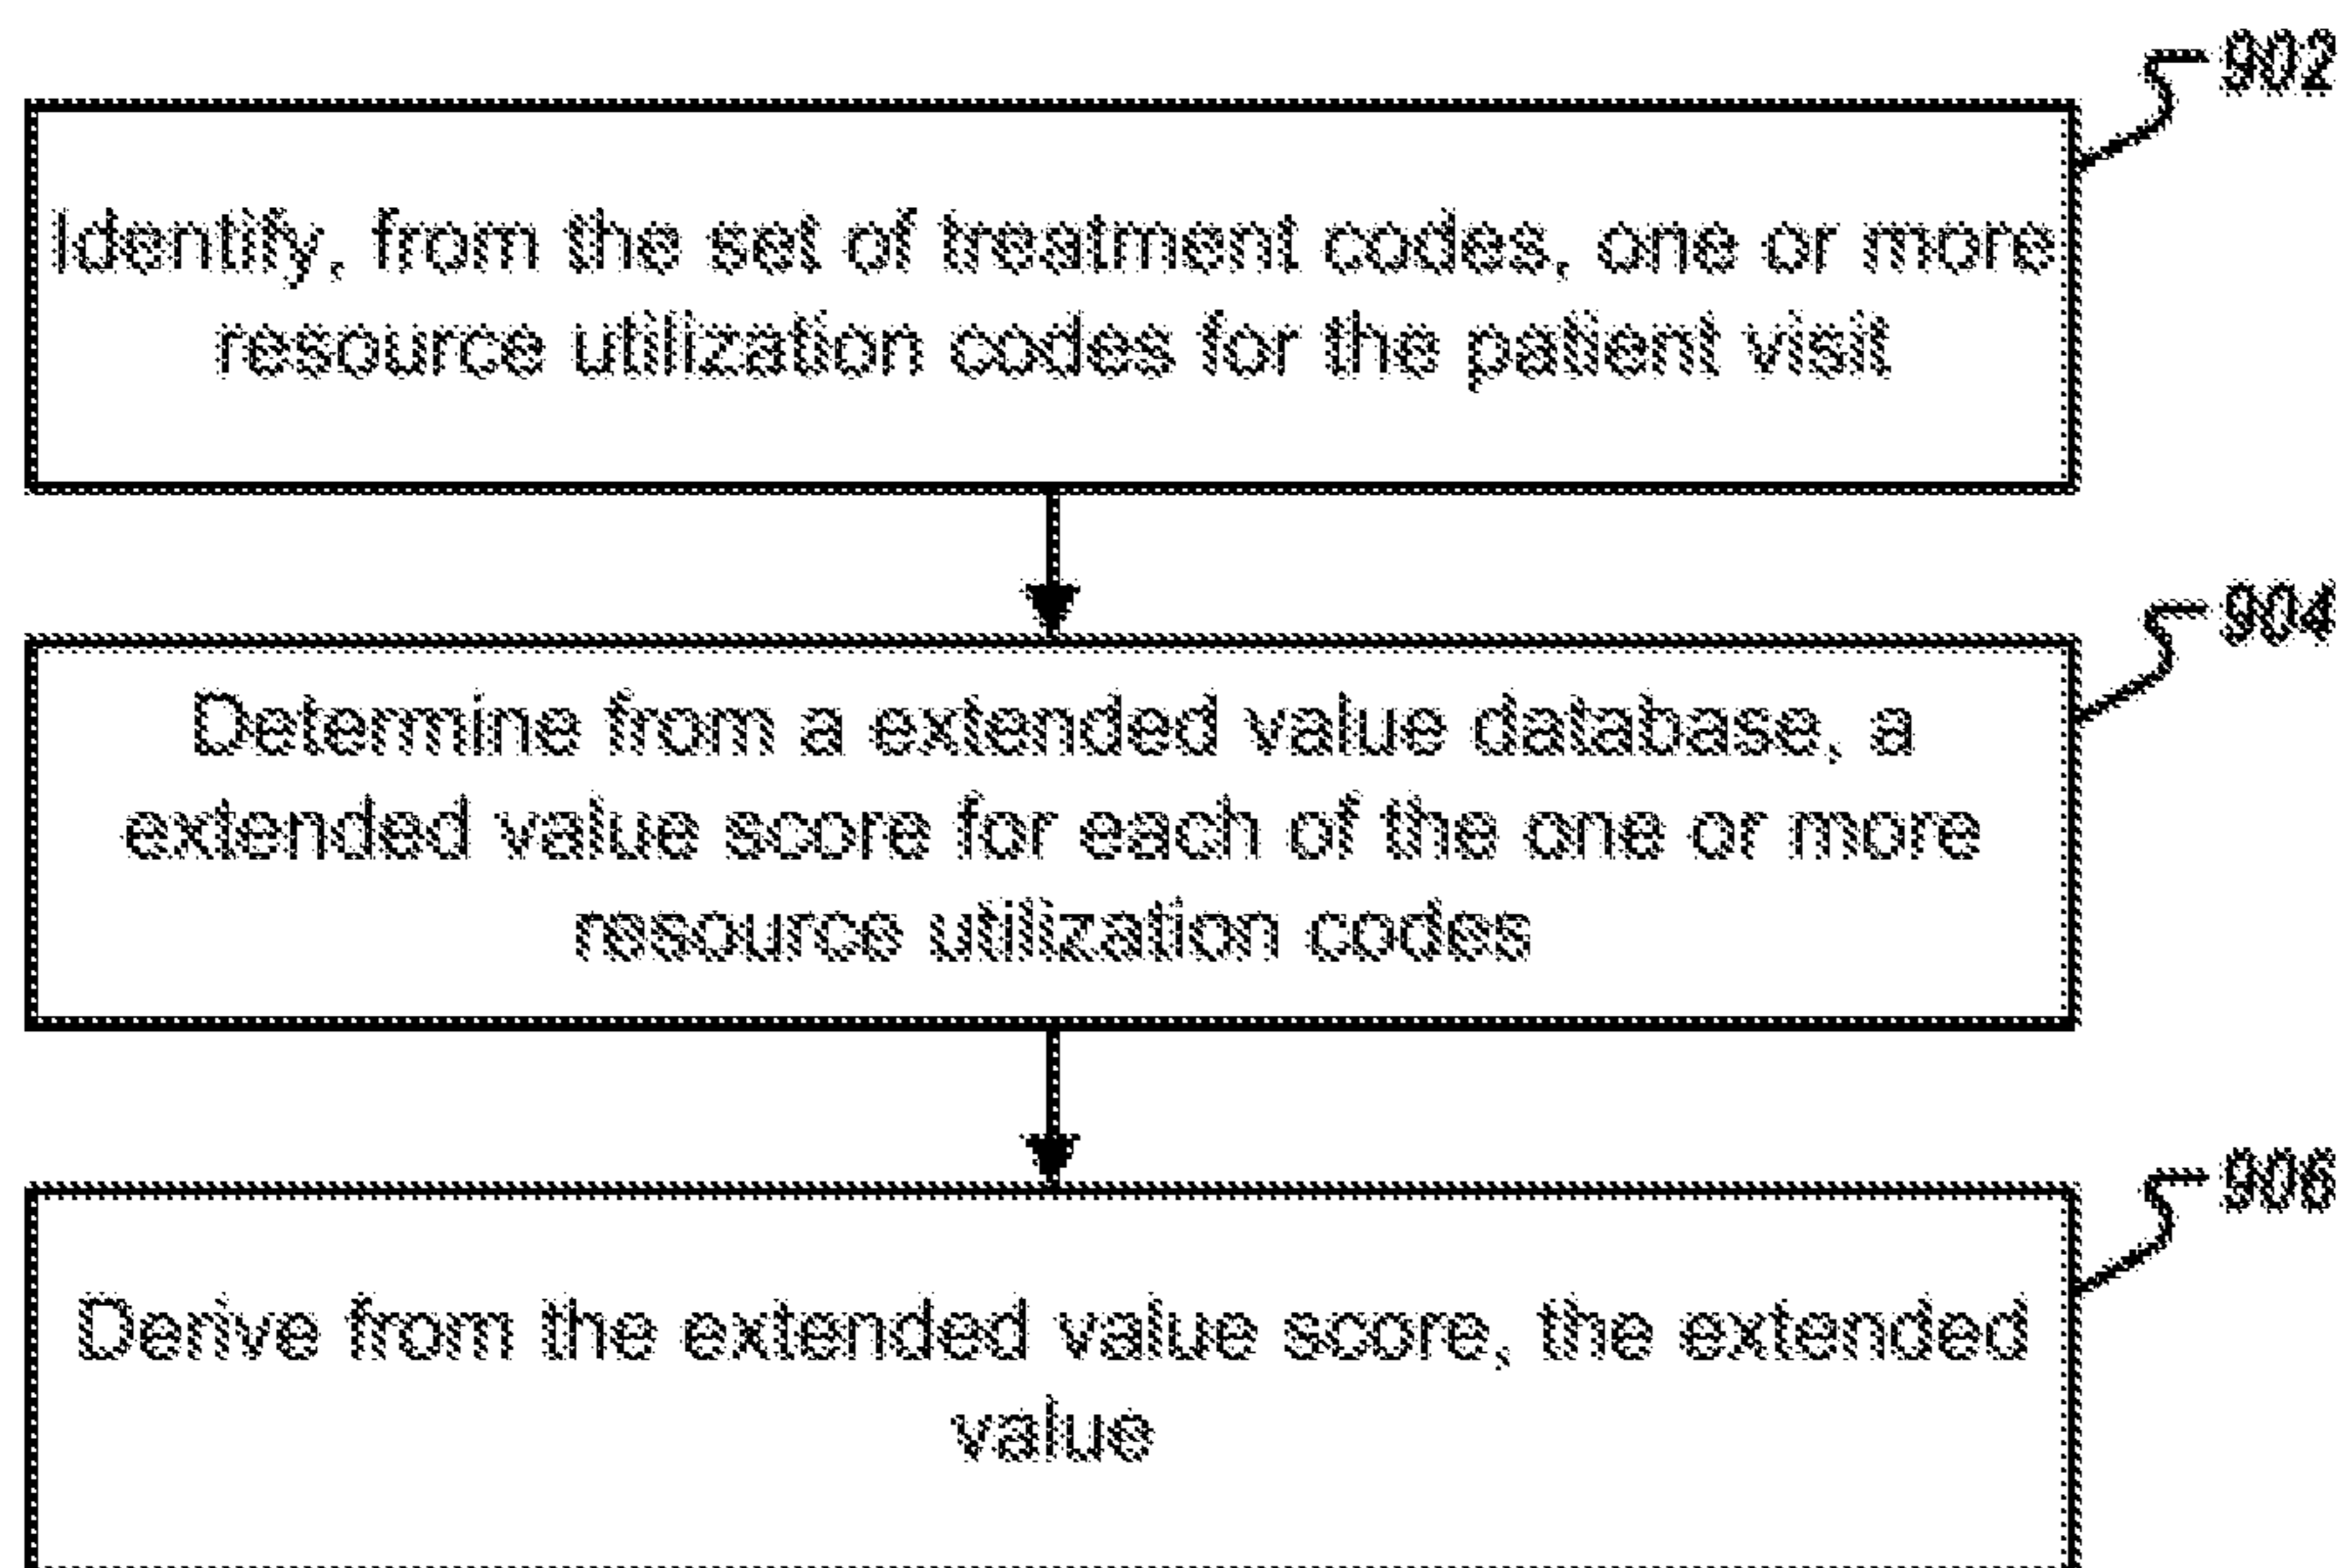 902
Identify, from the set of treatment codes, one or more
resource utilization codes for the patient visit
904
Determine from a extended value database, a
extended value score for each of the one or more
resource utilization codes
906
Derive from the extended value score, the extended
value